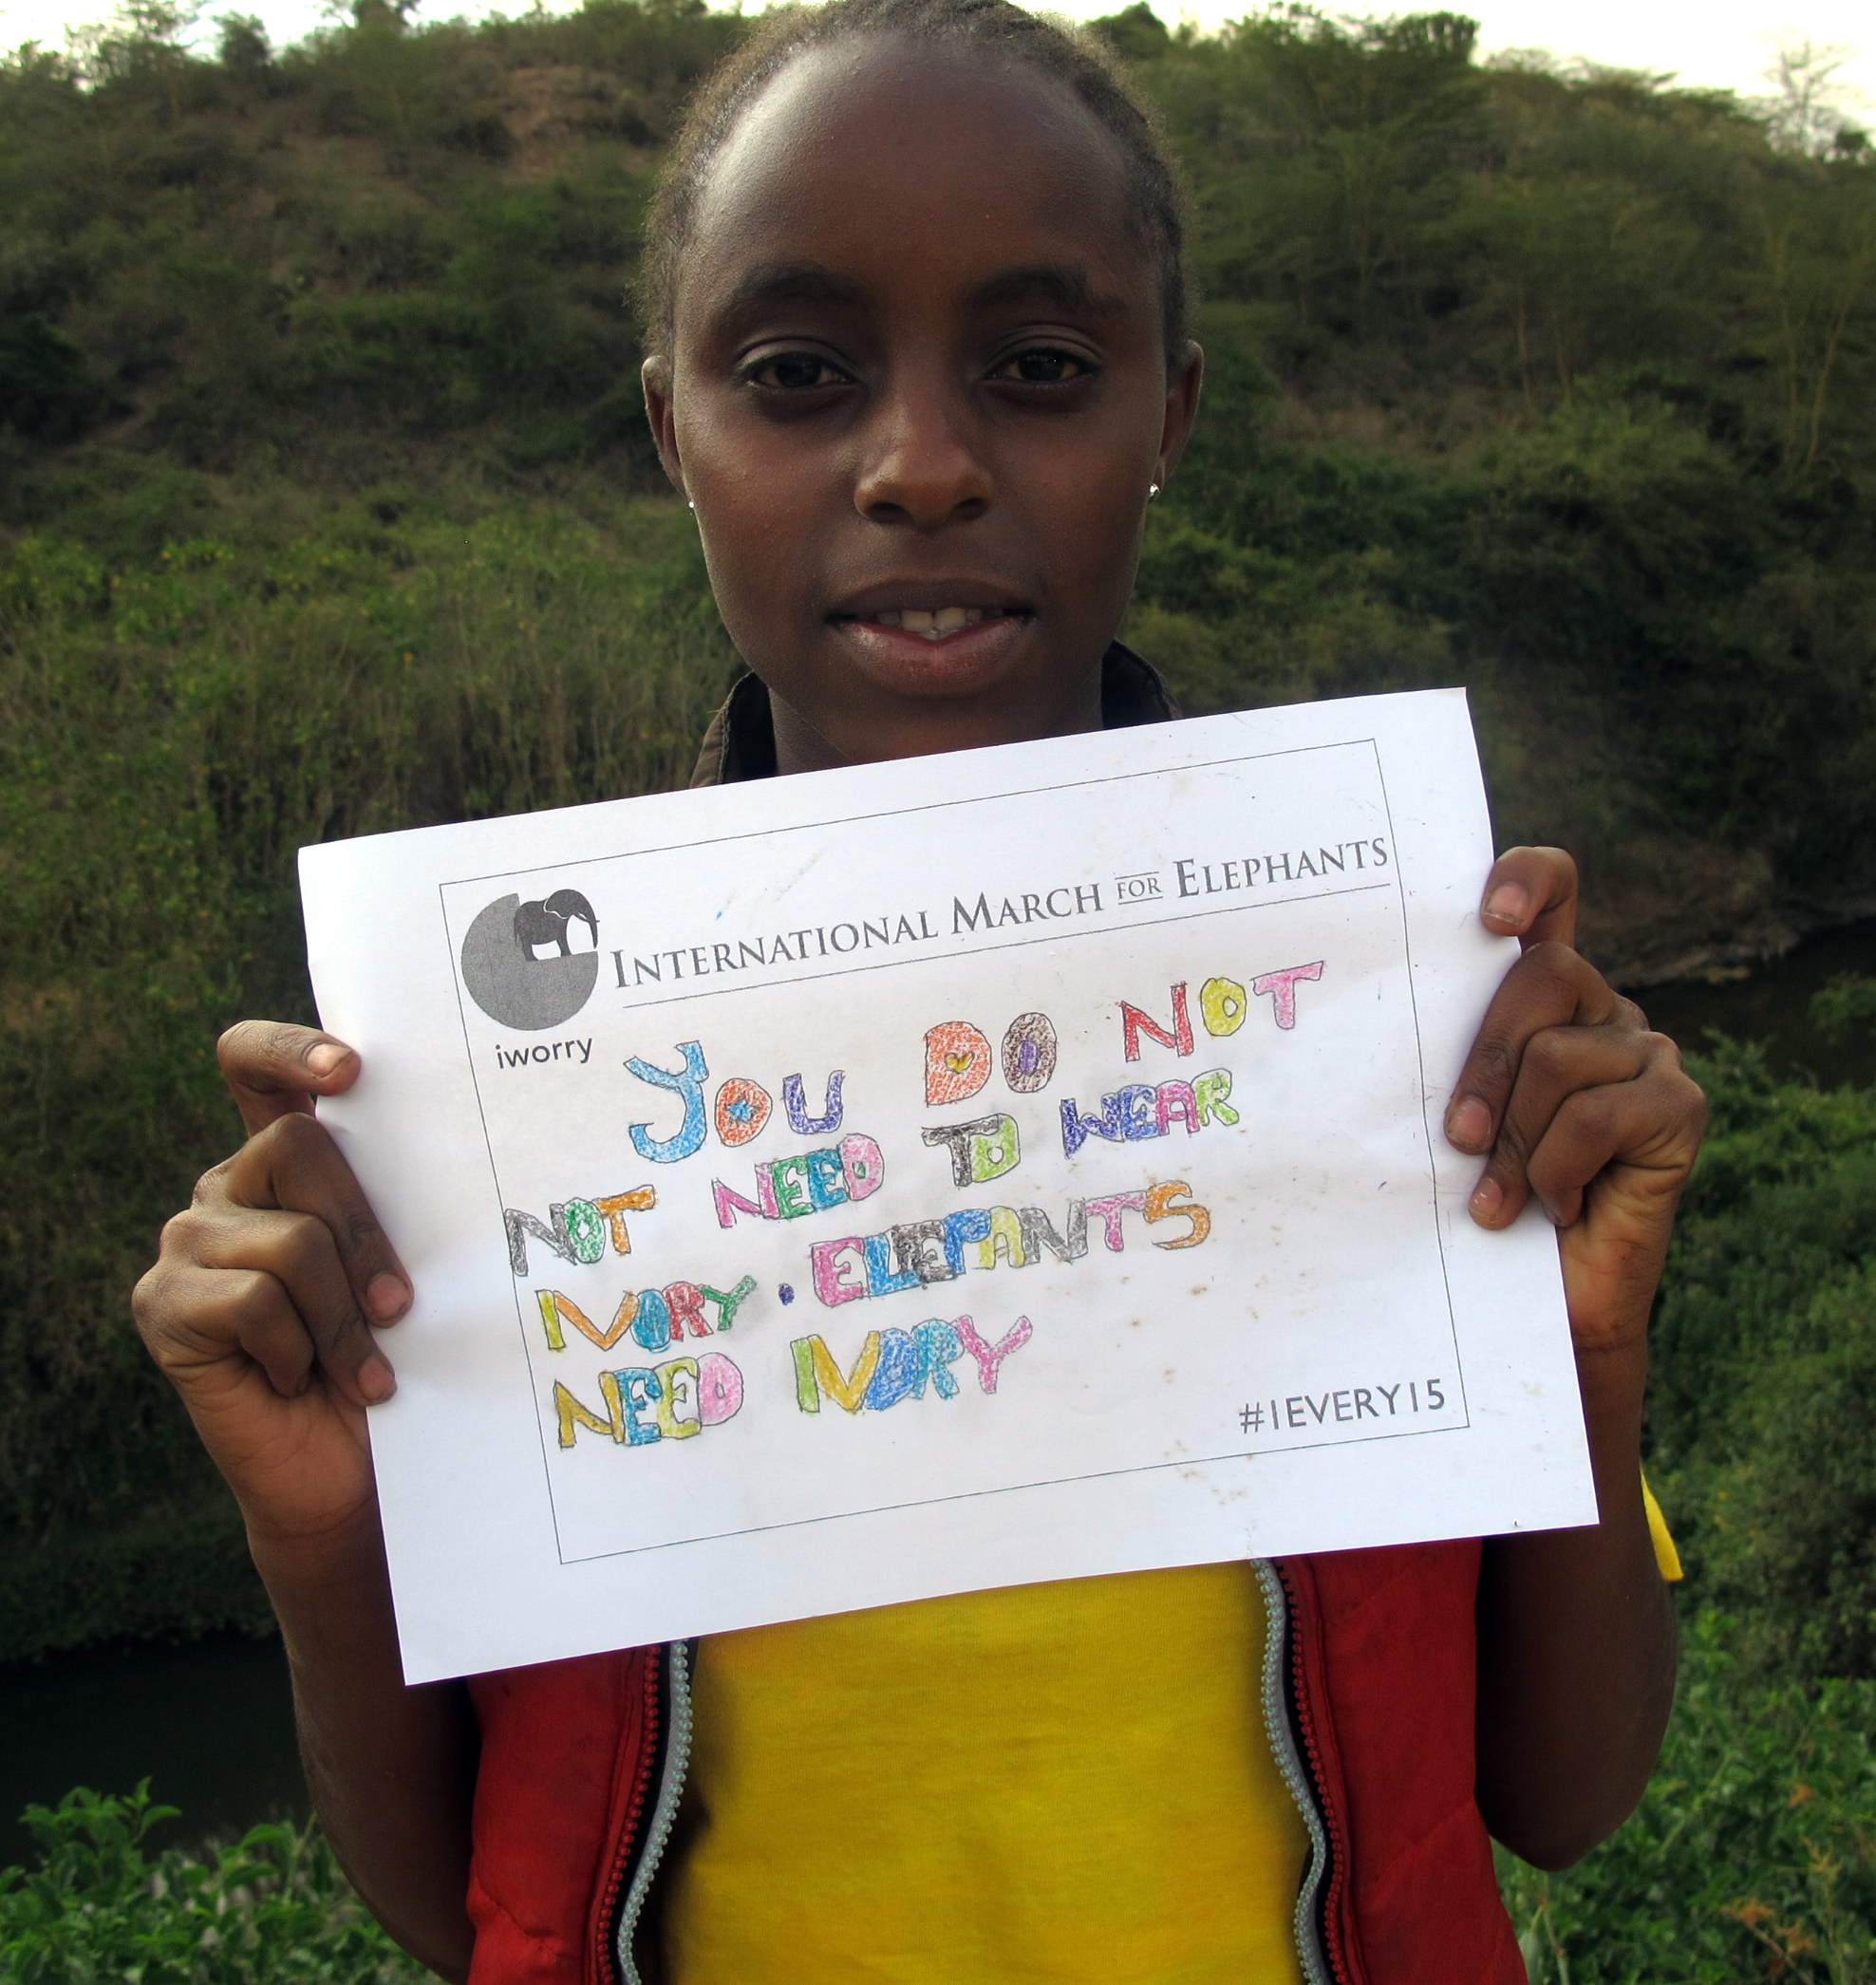 INTERNATIONAL MARCH FOR ELEPHANTS
iworry
YOU DO NOT
NOT NEED TO WEAR
IVORY . ELEPANTS
NEED IVORY
#1EVERY15